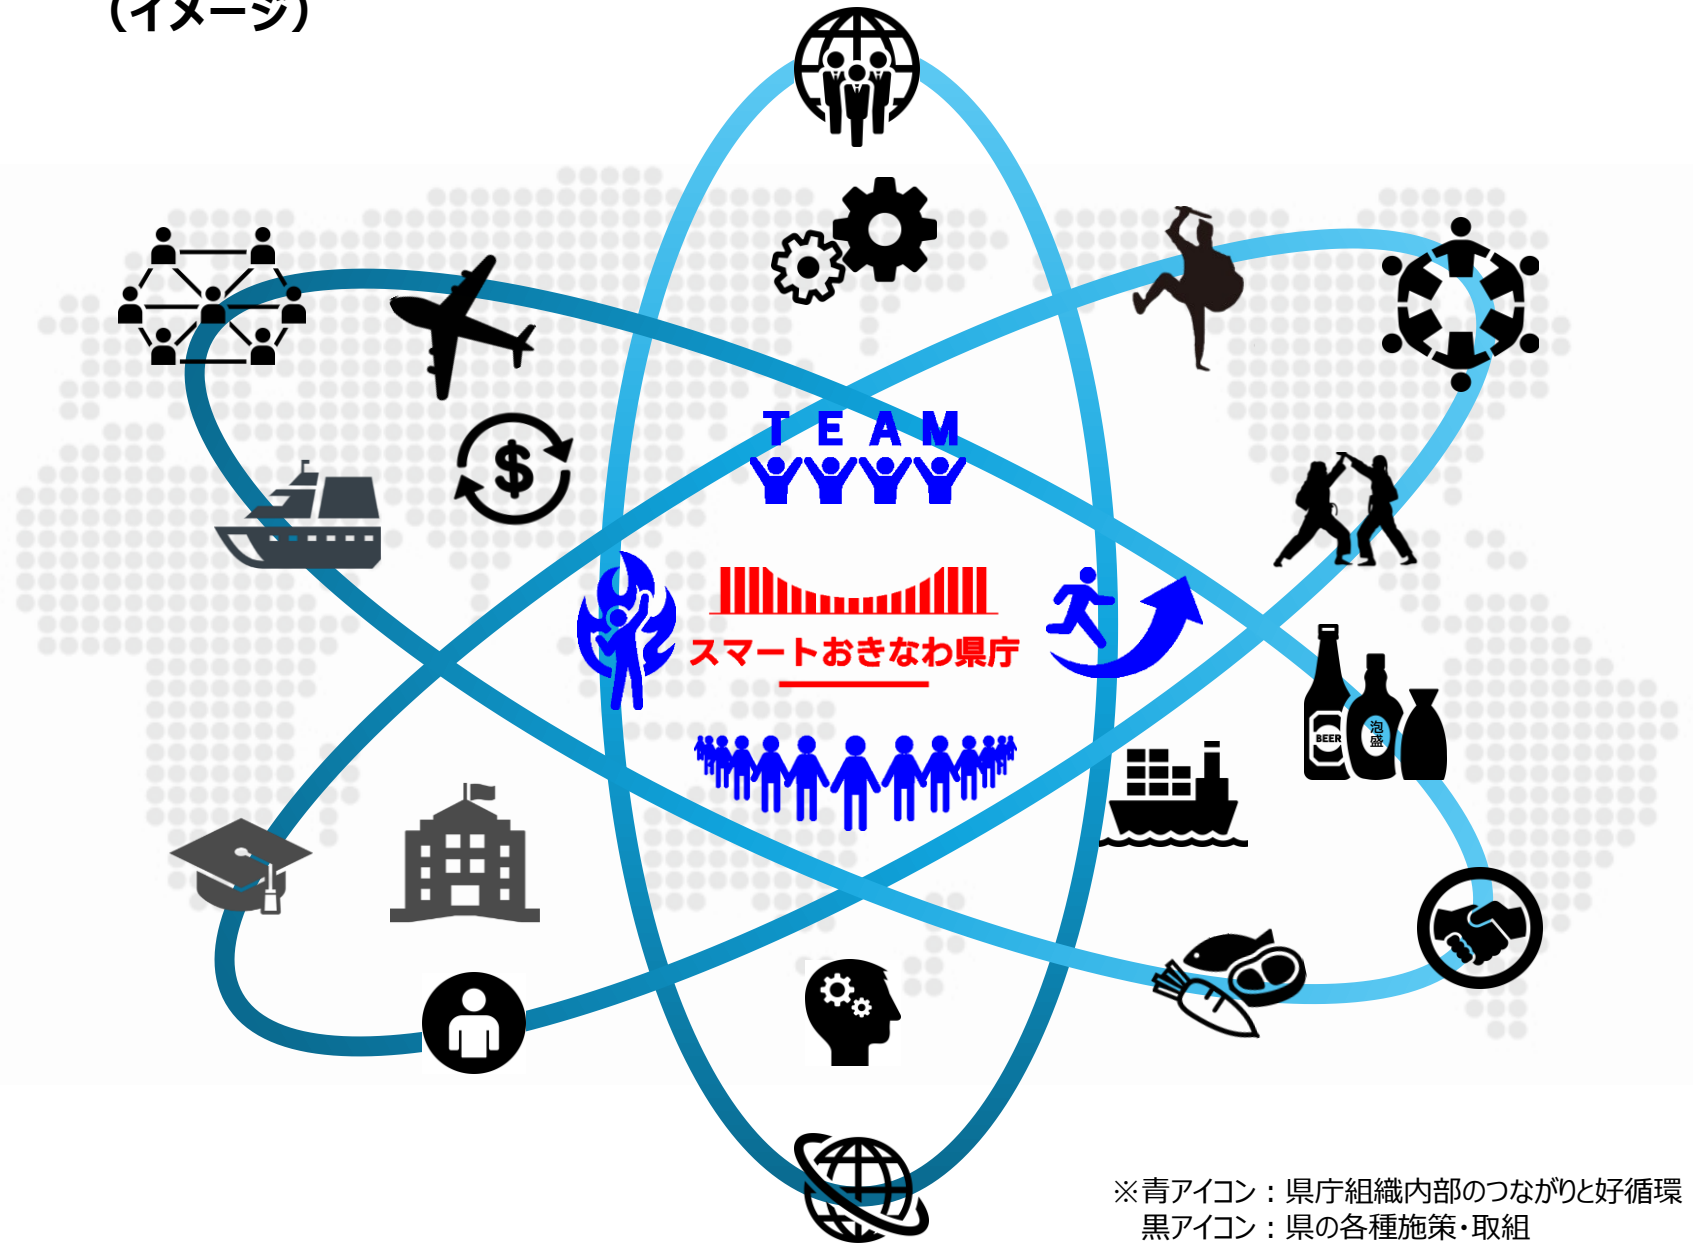 （イメージ）
TEAM
$
スマートおきなわ県庁
BEER
泡盛
※青アイコン：県庁組織内部のつながりと好循環
黒アイコン：県の各種施策・取組